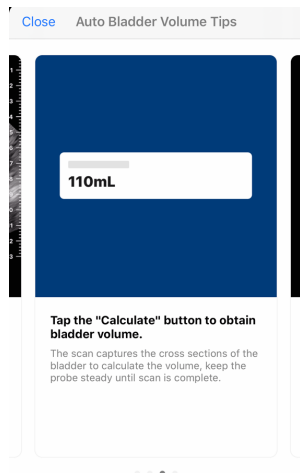 Close Auto Bladder Volume Tips
110mL
Tap the "Calculate" button to obtain
bladder volume.
The scan captures the cross sections of the
bladder to calculate the volume, keep the
probe steady until scan is complete.